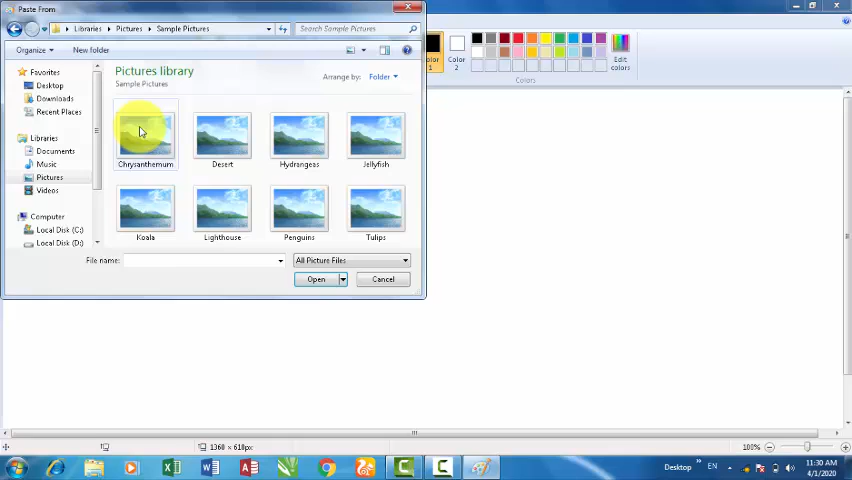 Paste From
Libraries Pictures Sample Pictures
Search Sample Pictures
Organize New folder
Favorites
Desktop
Downloads
Recent Places
Libraries
Documents
Music
Pictures
Videos
Computer
Local Disk (C:)
Local Disk (D:)
Pictures library
Sample Pictures
Arrange by: Folder
Chrysanthemum Desert Hydrangeas Jellyfish
Koala Lighthouse Penguins Tulips
File name:
All Picture Files
Open Cancel
Color
1
Color
2
Edit
colors
Colors
1360 × 610px
100%
Desktop
EN
11:30 AM
4/1/2020